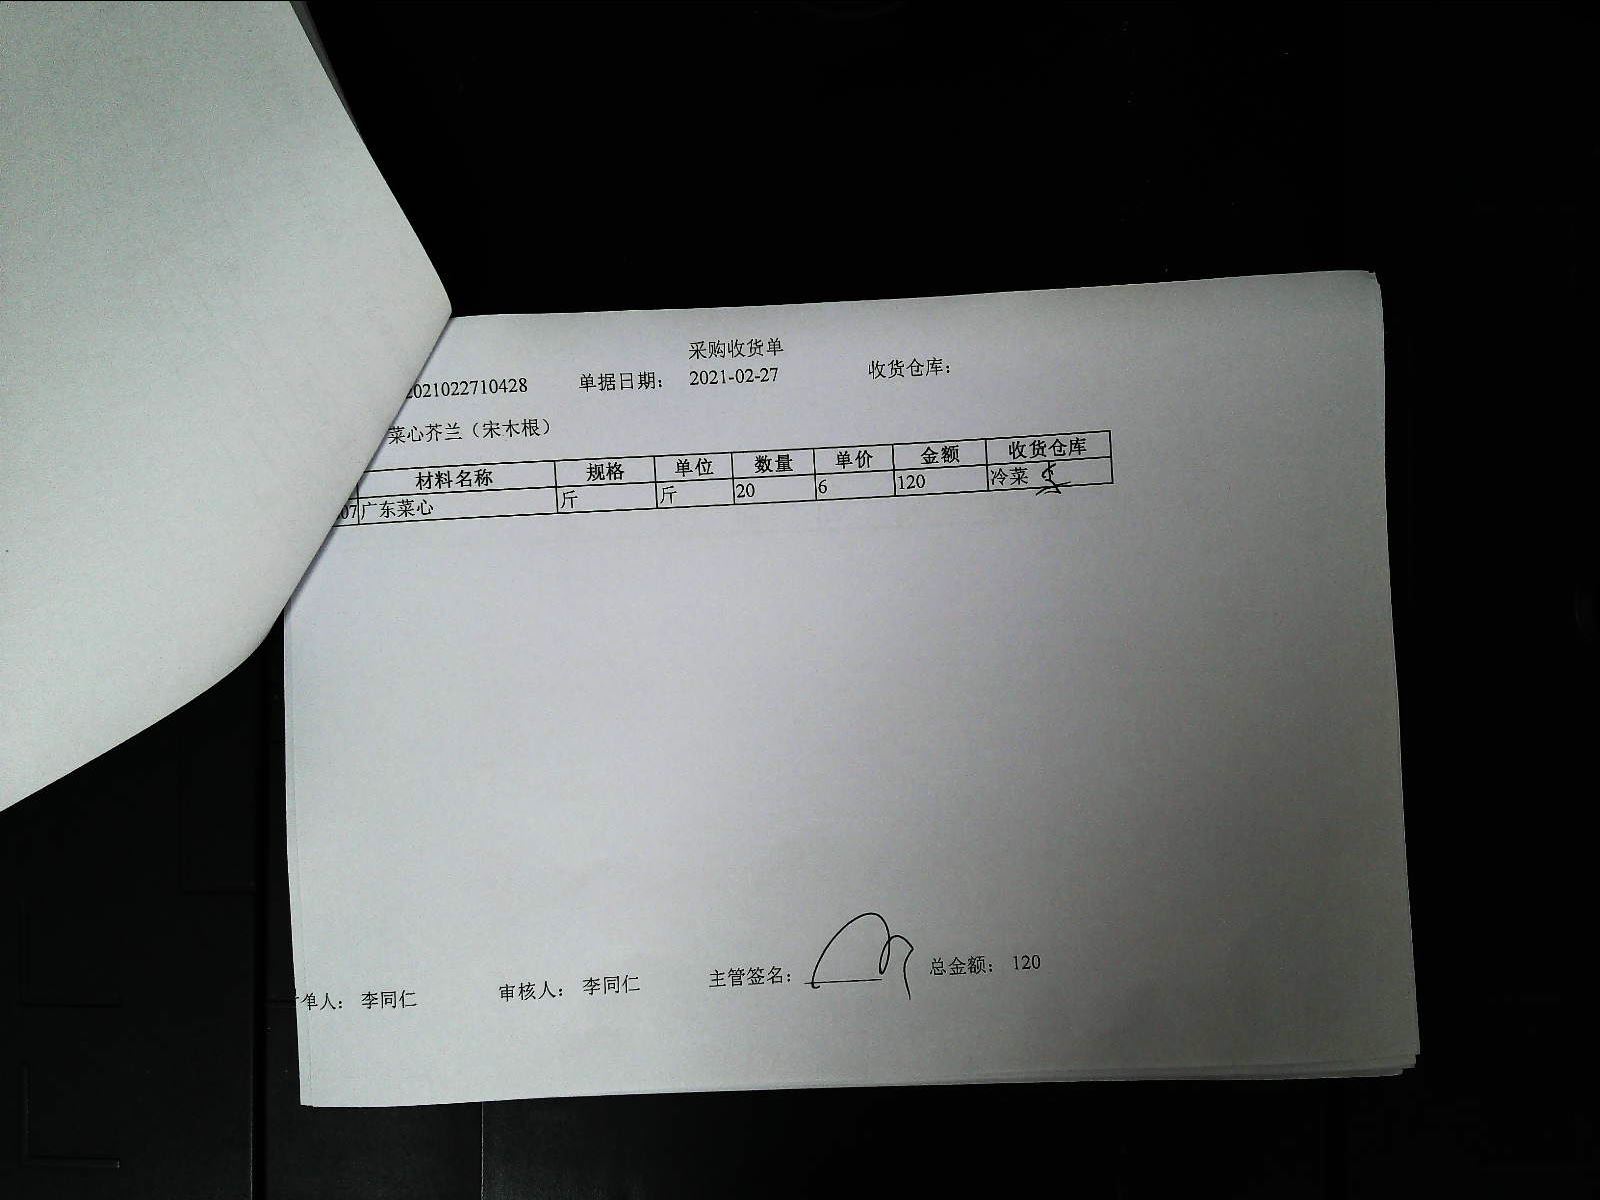 采购收货单
2021022710428 单据日期： 2021-02-27 收货仓库：
菜心芥兰（宋木根）
材料名称 规格 单位 数量 单价 金额 收货仓库
07 广东菜心 斤 斤 20 6 120 冷菜
单人： 李同仁 审核人： 李同仁 主管签名： 总金额： 120